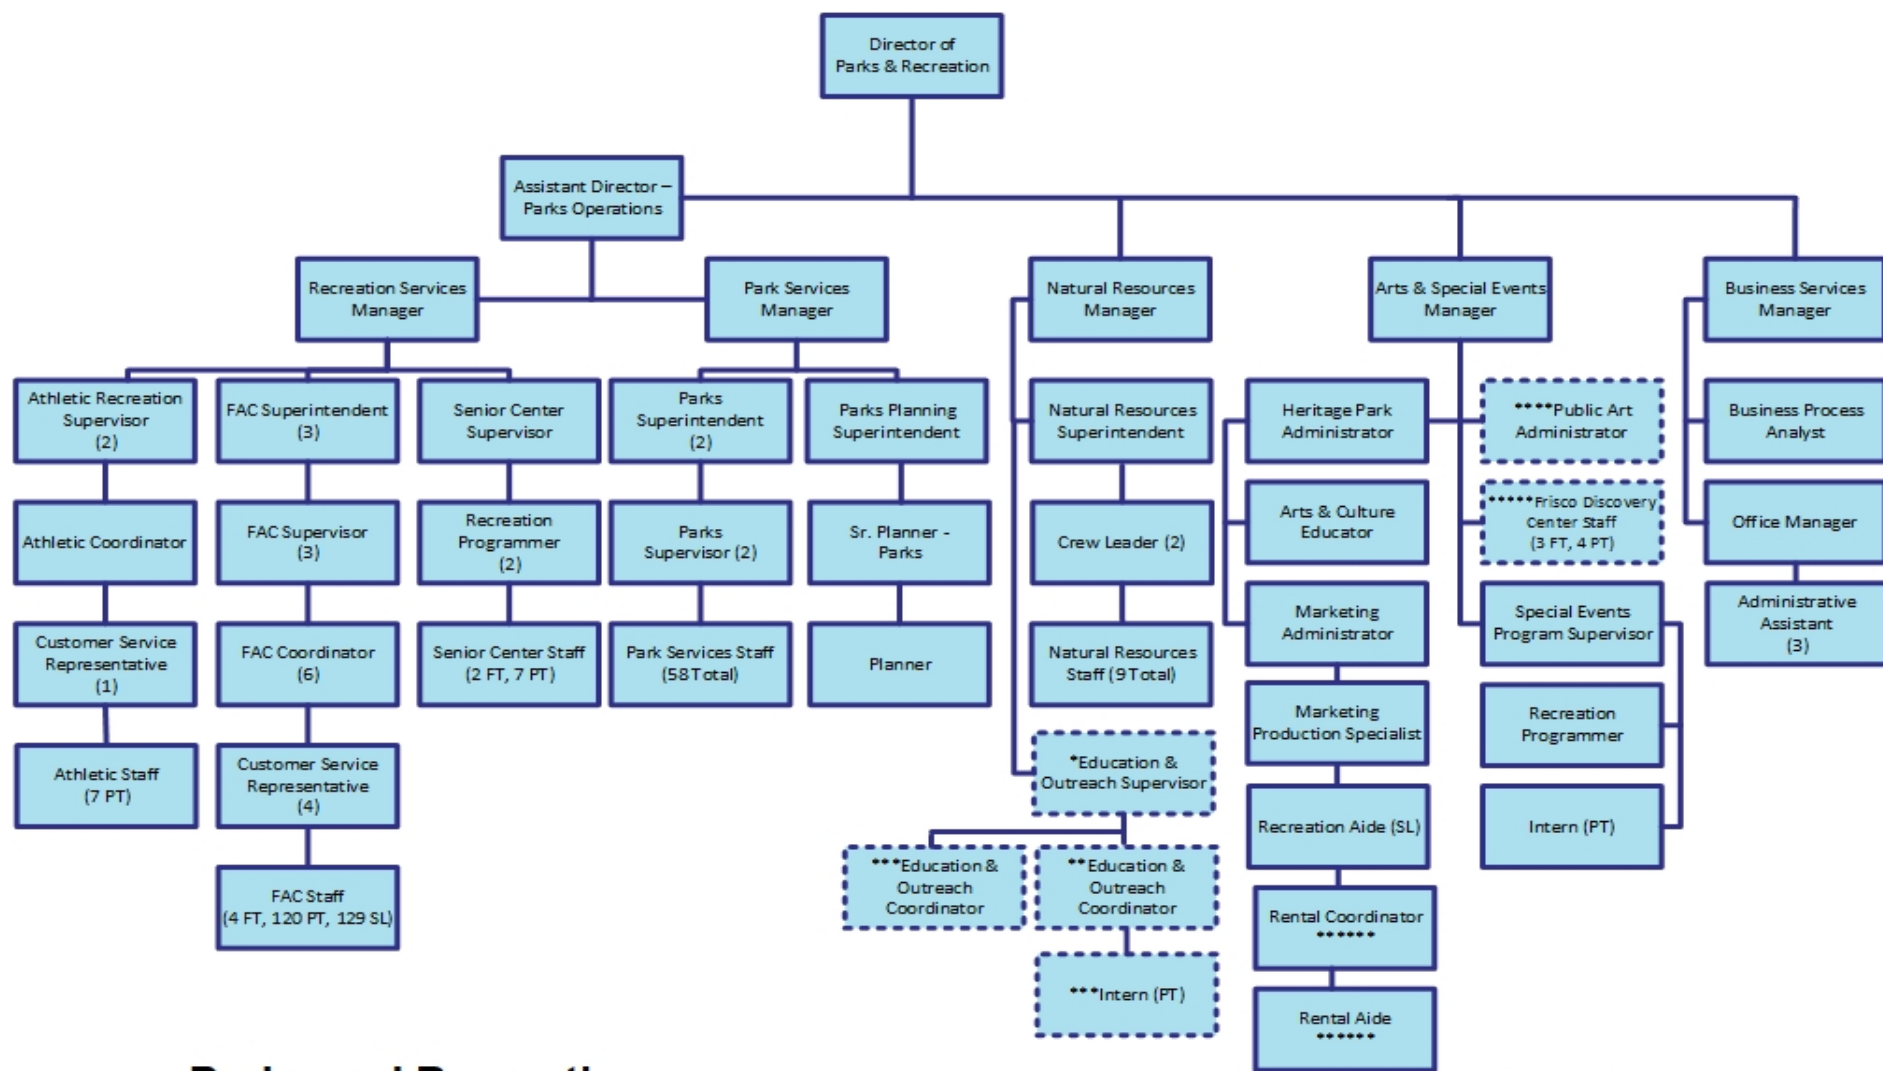 Director of
Parks & Recreation
Assistant Director –
Parks Operations
Recreation Services
Manager
Park Services
Manager
Natural Resources
Manager
Arts & Special Events
Manager
Business Services
Manager
Athletic Recreation
Supervisor
(2)
FAC Superintendent
(3)
Senior Center
Supervisor
Parks
Superintendent
(2)
Parks Planning
Superintendent
Natural Resources
Superintendent
Heritage Park
Administrator
****Public Art
Administrator
Business Process
Analyst
Athletic Coordinator
FAC Supervisor
(3)
Recreation
Programmer
(2)
Parks
Supervisor (2)
Sr. Planner -
Parks
Crew Leader (2)
Arts & Culture
Educator
*****Frisco Discovery
Center Staff
(3 FT, 4 PT)
Office Manager
Customer Service
Representative
(1)
FAC Coordinator
(6)
Senior Center Staff
(2 FT, 7 PT)
Park Services Staff
(58 Total)
Planner
Natural Resources
Staff (9 Total)
Marketing
Administrator
Special Events
Program Supervisor
Administrative
Assistant
(3)
Athletic Staff
(7 PT)
Customer Service
Representative
(4)
*Education &
Outreach Supervisor
Marketing
Production Specialist
Recreation
Programmer
FAC Staff
(4 FT, 120 PT, 129 SL)
***Education &
Outreach
Coordinator
**Education &
Outreach
Coordinator
Recreation Aide (SL)
Intern (PT)
***Intern (PT)
Rental Coordinator
******
Rental Aide
******